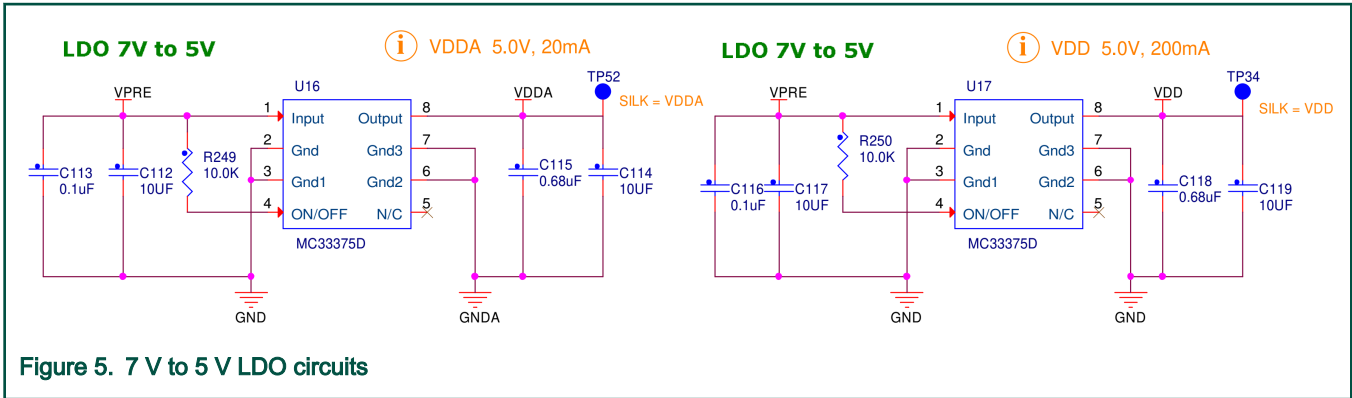 LDO 7V to 5V
i VDDA 5.0V, 20mA
VPRE
U16
VDDA
TP52
SILK = VDDA
1 Input Output 8
2 Gnd Gnd3 7
3 Gnd1 Gnd2 6
4 ON/OFF N/C 5
MC33375D
C113
0.1uF
C112
10UF
R249
10.0K
C115
0.68uF
C114
10UF
GND
GNDA
LDO 7V to 5V
i VDD 5.0V, 200mA
VPRE
U17
VDD
TP34
SILK = VDD
1 Input Output 8
2 Gnd Gnd3 7
3 Gnd1 Gnd2 6
4 ON/OFF N/C 5
MC33375D
C116
0.1uF
C117
10UF
R250
10.0K
C118
0.68uF
C119
10UF
GND
GND
Figure 5. 7 V to 5 V LDO circuits